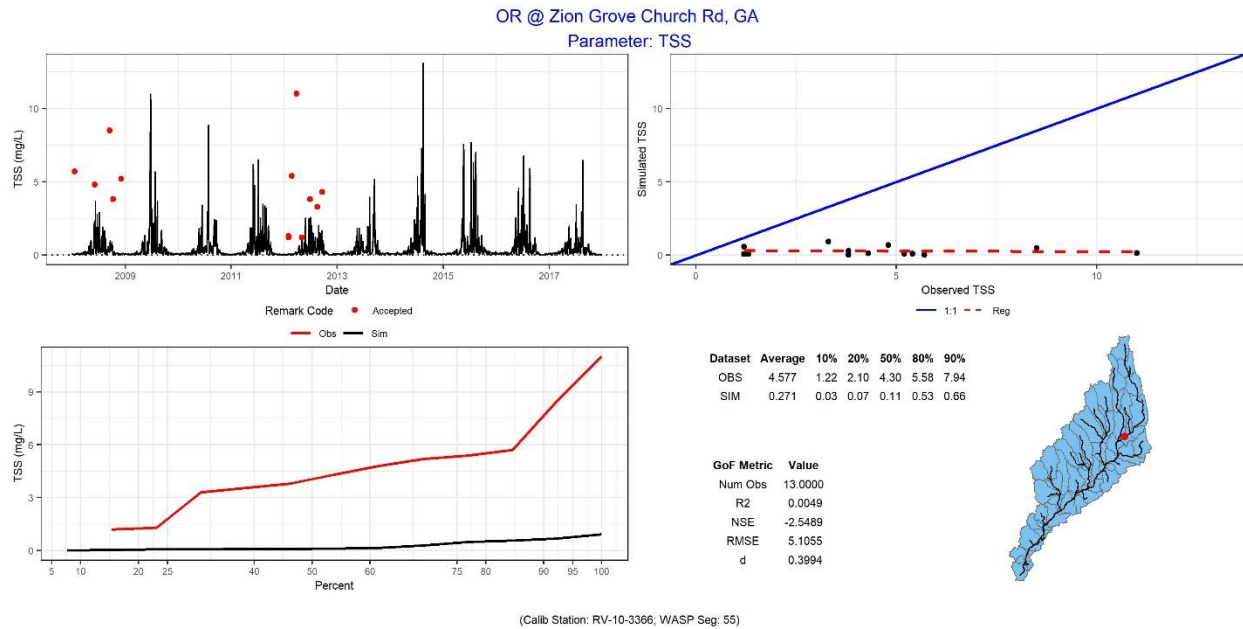 OR @ Zion Grove Church Rd, GA
Parameter: TSS
TSS (mg/L)
10
5
0
2009 2011 2013 2015 2017
Date
Remark Code Accepted
Obs Sim
Simulated TSS
10
5
0
0 5 10
Observed TSS
1:1 Reg
TSS (mg/L)
9
6
3
0
5 10 20 25 40 50 60 75 80 90 95 100
Percent
Dataset Average 10% 20% 50% 80% 90%
OBS 4.577 1.22 2.10 4.30 5.58 7.94
SIM 0.271 0.03 0.07 0.11 0.53 0.66
GoF Metric Value
Num Obs 13.0000
R2 0.0049
NSE -2.5489
RMSE 5.1055
d 0.3994
(Calib Station: RV-10-3366; WASP Seg: 55)